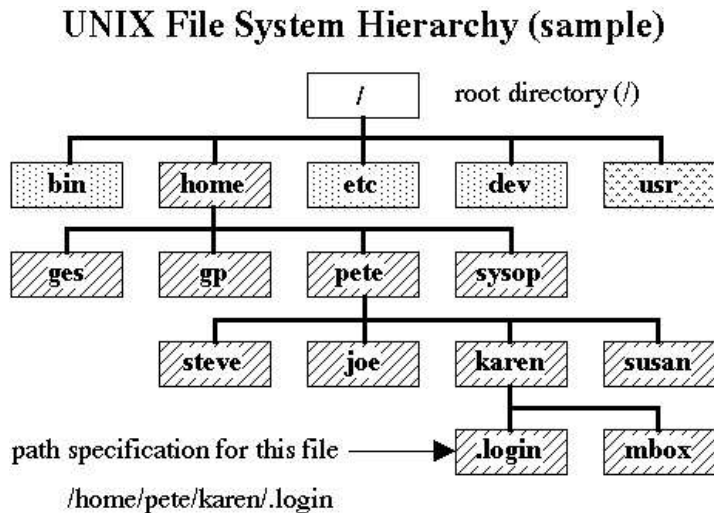 UNIX File System Hierarchy (sample)
/ root directory (/)
bin home etc dev usr
ges gp pete sysop
steve joe karen susan
path specification for this file .login mbox
/home/pete/karen/.login